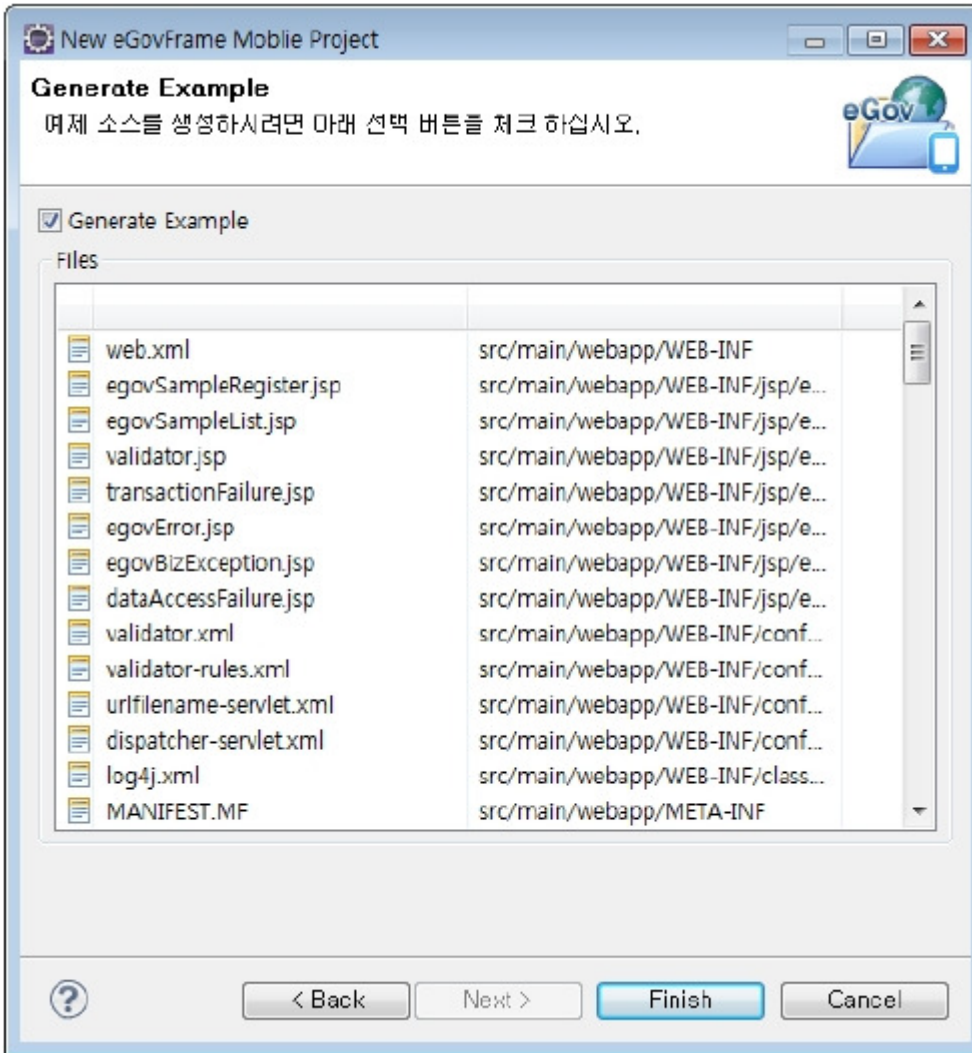 New eGovFrame Moblie Project
Generate Example
예제 소스를 생성하시려면 아래 선택 버튼을 체크 하십시오.
eGov
Generate Example
Files
web.xml src/main/webapp/WEB-INF
egovSampleRegister.jsp src/main/webapp/WEB-INF/jsp/e...
egovSampleList.jsp src/main/webapp/WEB-INF/jsp/e...
validator.jsp src/main/webapp/WEB-INF/jsp/e...
transactionFailure.jsp src/main/webapp/WEB-INF/jsp/e...
egovError.jsp src/main/webapp/WEB-INF/jsp/e...
egovBizException.jsp src/main/webapp/WEB-INF/jsp/e...
dataAccessFailure.jsp src/main/webapp/WEB-INF/jsp/e...
validator.xml src/main/webapp/WEB-INF/conf...
validator-rules.xml src/main/webapp/WEB-INF/conf...
urlfilename-servlet.xml src/main/webapp/WEB-INF/conf...
dispatcher-servlet.xml src/main/webapp/WEB-INF/conf...
log4j.xml src/main/webapp/WEB-INF/class...
MANIFEST.MF src/main/webapp/META-INF
? < Back Next > Finish Cancel